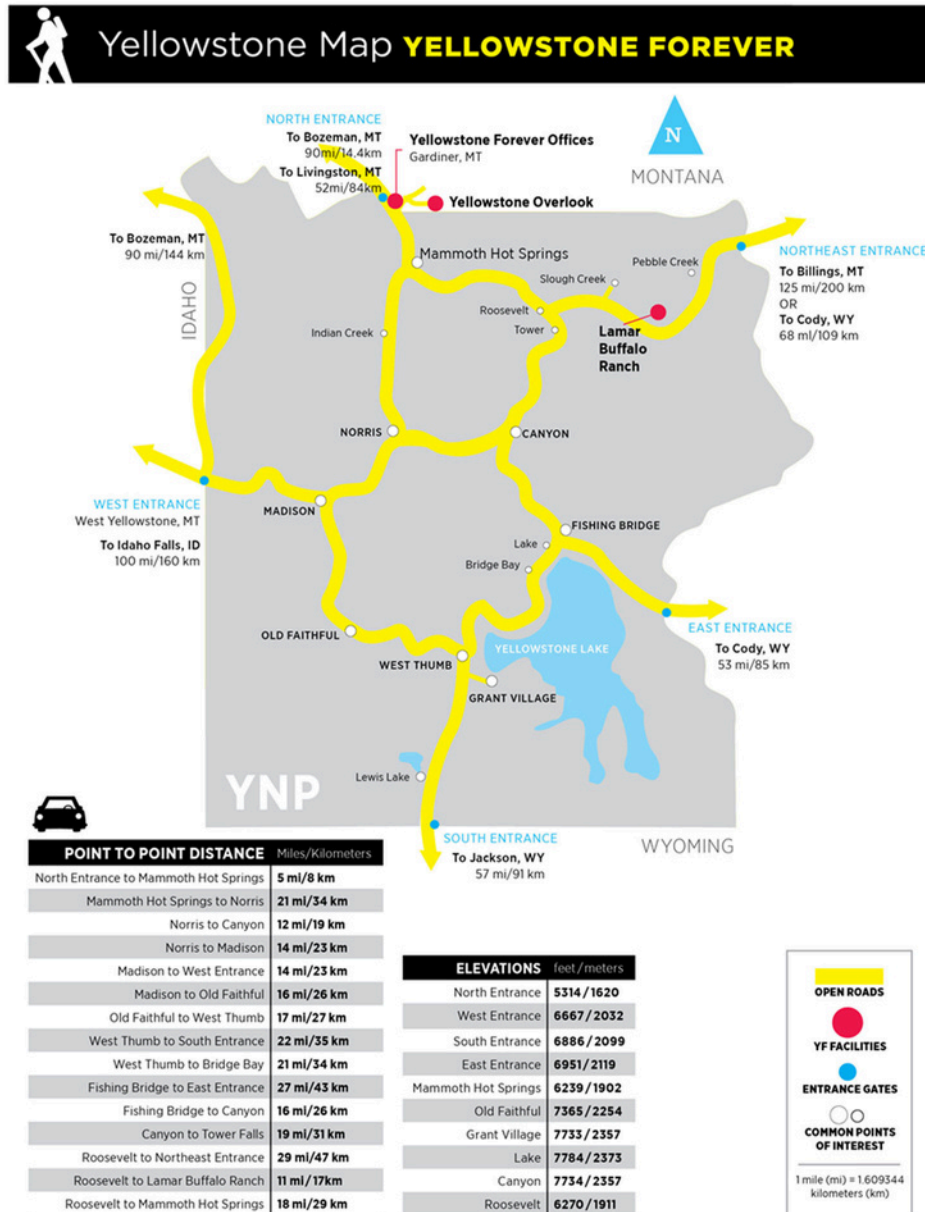 Yellowstone Map YELLOWSTONE FOREVER
NORTH ENTRANCE
To Bozeman, MT
90mi/14.4km
To Livingston, MT
52mi/84km
Yellowstone Forever Offices
Gardiner, MT
Yellowstone Overlook
N
MONTANA
To Bozeman, MT
90 mi/144 km
IDAHO
Mammoth Hot Springs
Pebble Creek
Slough Creek
Roosevelt
Tower
Indian Creek
Lamar
Buffalo
Ranch
NORTHEAST ENTRANCE
To Billings, MT
125 mi/200 km
OR
To Cody, WY
68 ml/109 km
NORRIS
CANYON
WEST ENTRANCE
West Yellowstone, MT
To Idaho Falls, ID
100 mi/160 km
MADISON
FISHING BRIDGE
Lake
Bridge Bay
OLD FAITHFUL
WEST THUMB
YELLOWSTONE LAKE
GRANT VILLAGE
EAST ENTRANCE
To Cody, WY
53 mi/85 km
Lewis Lake
YNP
SOUTH ENTRANCE
To Jackson, WY
57 mi/91 km
WYOMING
POINT TO POINT DISTANCE Miles/Kilometers
North Entrance to Mammoth Hot Springs 5 mi/8 km
Mammoth Hot Springs to Norris 21 mi/34 km
Norris to Canyon 12 mi/19 km
Norris to Madison 14 mi/23 km
Madison to West Entrance 14 mi/23 km
Madison to Old Faithful 16 mi/26 km
Old Faithful to West Thumb 17 mi/27 km
West Thumb to South Entrance 22 mi/35 km
West Thumb to Bridge Bay 21 mi/34 km
Fishing Bridge to East Entrance 27 mi/43 km
Fishing Bridge to Canyon 16 mi/26 km
Canyon to Tower Falls 19 mi/31 km
Roosevelt to Northeast Entrance 29 mi/47 km
Roosevelt to Lamar Buffalo Ranch 11 mi/17km
Roosevelt to Mammoth Hot Springs 18 mi/29 km
ELEVATIONS feet/meters
North Entrance 5314/1620
West Entrance 6667/2032
South Entrance 6886/2099
East Entrance 6951/2119
Mammoth Hot Springs 6239/1902
Old Faithful 7365/2254
Grant Village 7733/2357
Lake 7784/2373
Canyon 7734/2357
Roosevelt 6270/1911
OPEN ROADS
YF FACILITIES
ENTRANCE GATES
COMMON POINTS
OF INTEREST
1 mile (mi) = 1.609344
kilometers (km)